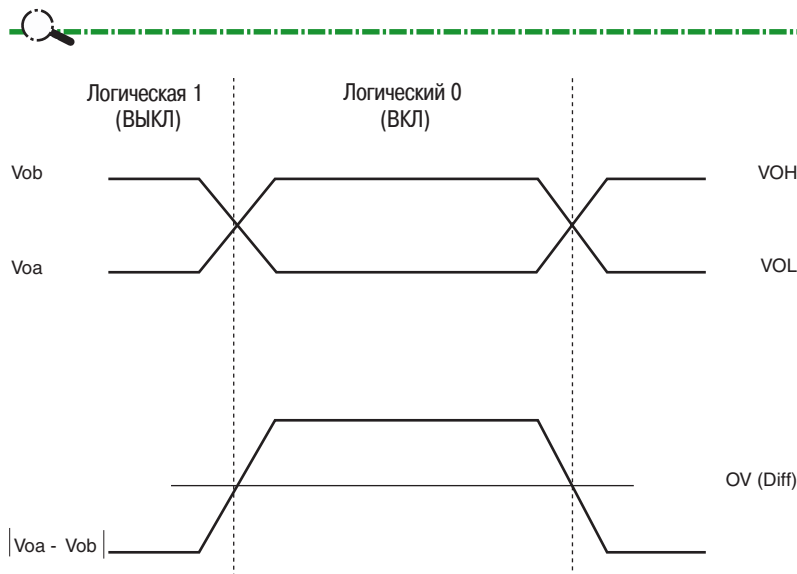 Логическая 1
(ВЫКЛ)
Логический 0
(ВКЛ)
Vob
VOH
Voa
VOL
OV (Diff)
|Voa - Vob|